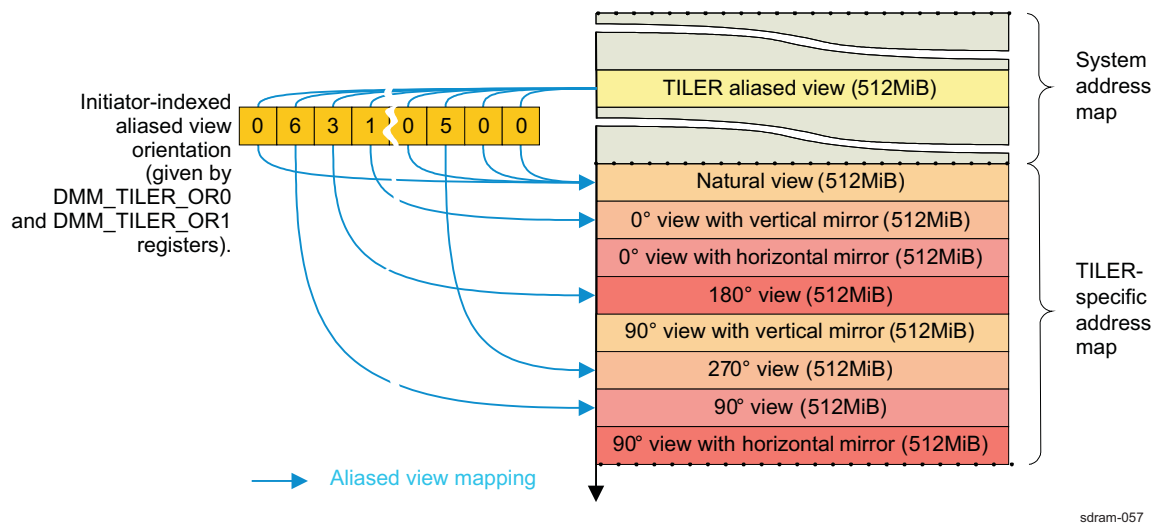 TILER aliased view (512MiB)
System
address
map
Initiator-indexed
aliased view
orientation
(given by
DMM_TILER_OR0
and DMM_TILER_OR1
registers).
0 6 3 1 0 5 0 0
Natural view (512MiB)
0° view with vertical mirror (512MiB)
0° view with horizontal mirror (512MiB)
180° view (512MiB)
90° view with vertical mirror (512MiB)
270° view (512MiB)
90° view (512MiB)
90° view with horizontal mirror (512MiB)
TILER-
specific
address
map
Aliased view mapping
sdram-057